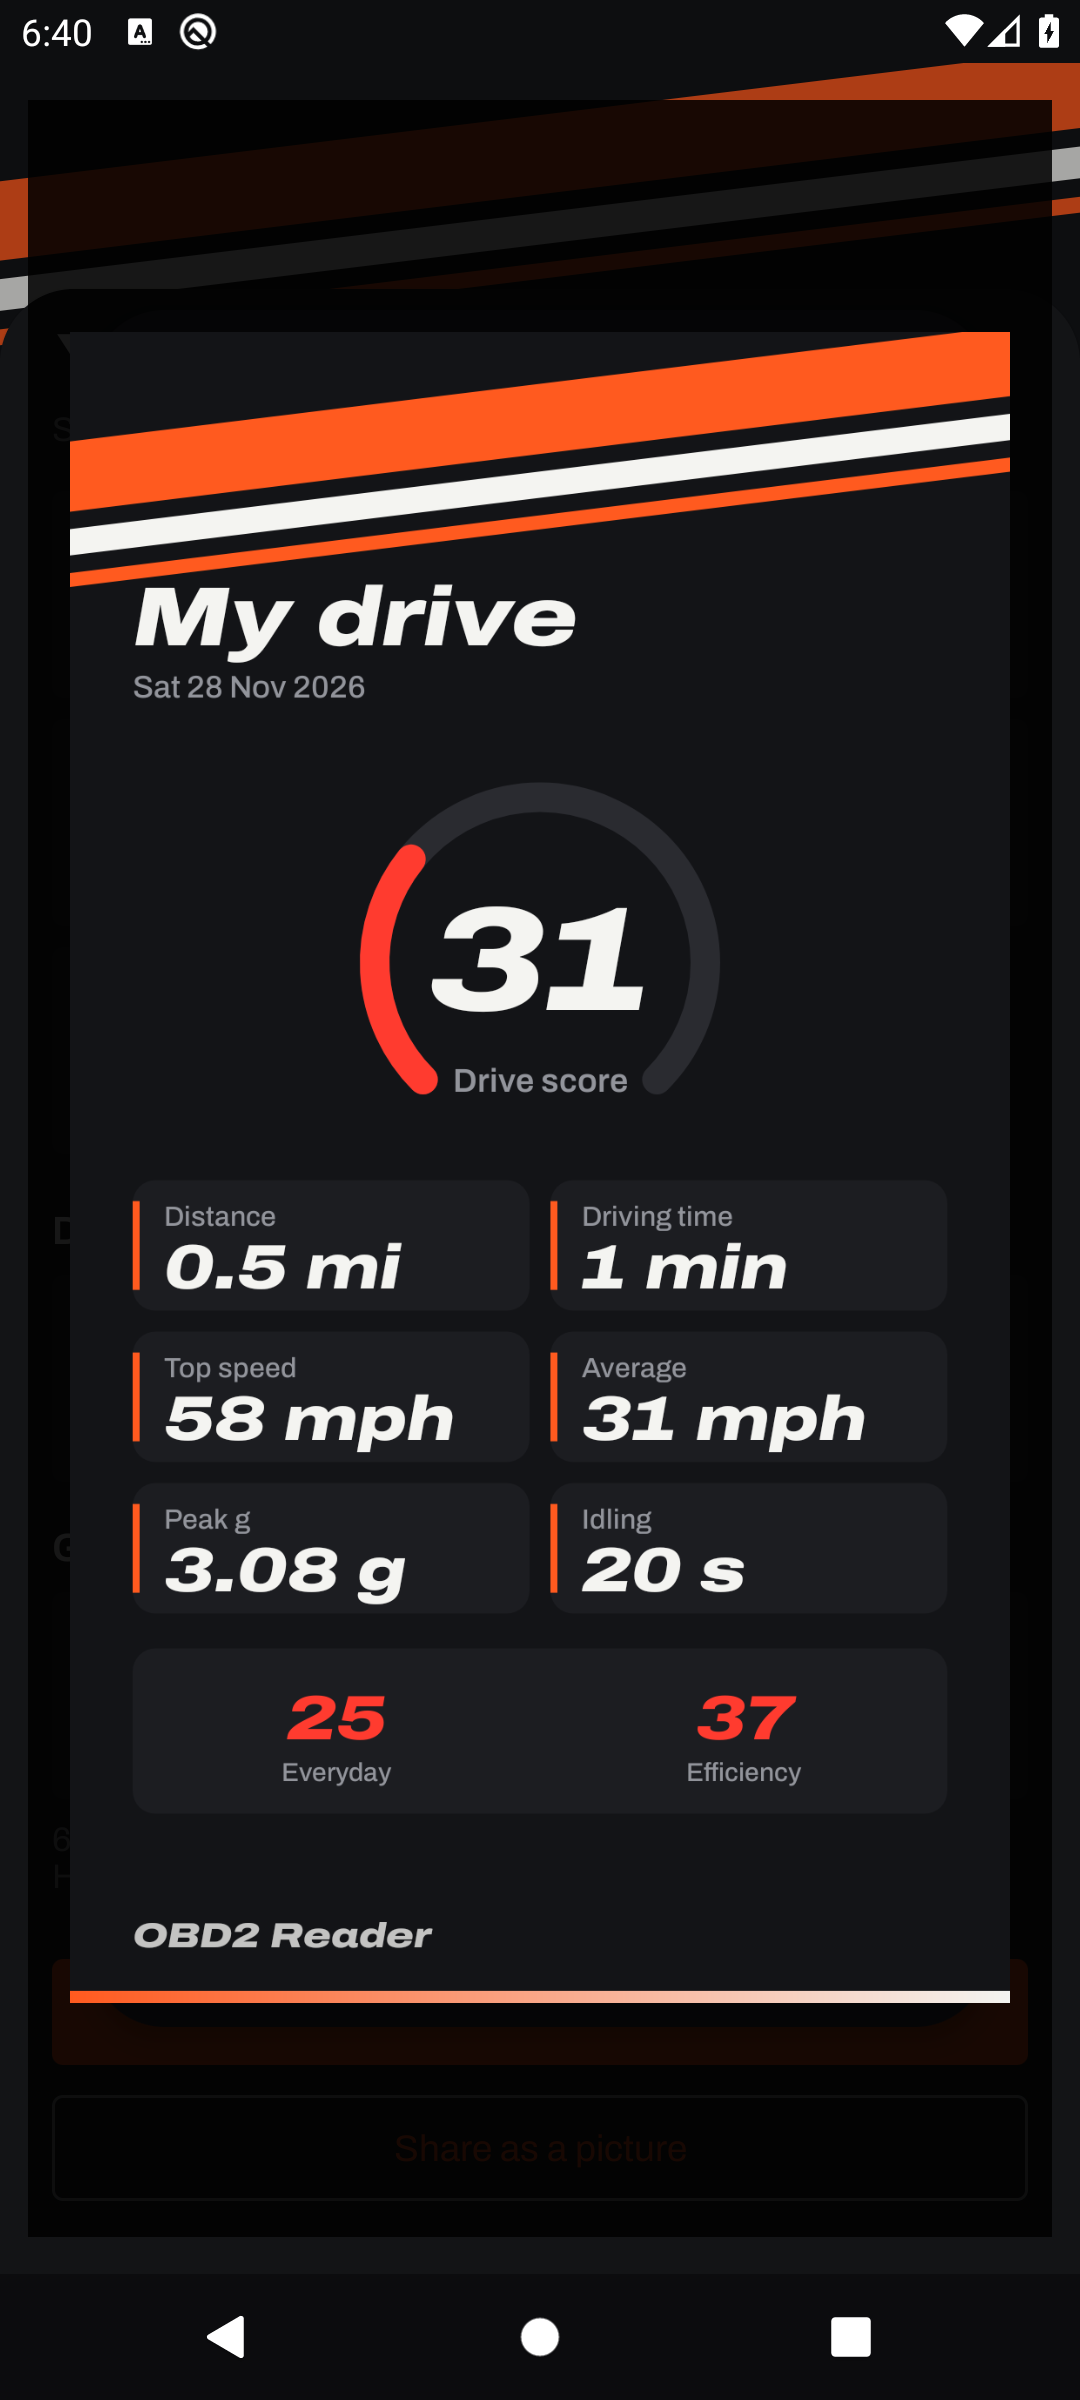 6:40
My drive
Sat 28 Nov 2026
31
Drive score
Distance
0.5 mi
Driving time
1 min
Top speed
58 mph
Average
31 mph
Peak g
3.08 g
Idling
20 s
25
Everyday
37
Efficiency
OBD2 Reader
Share as a picture